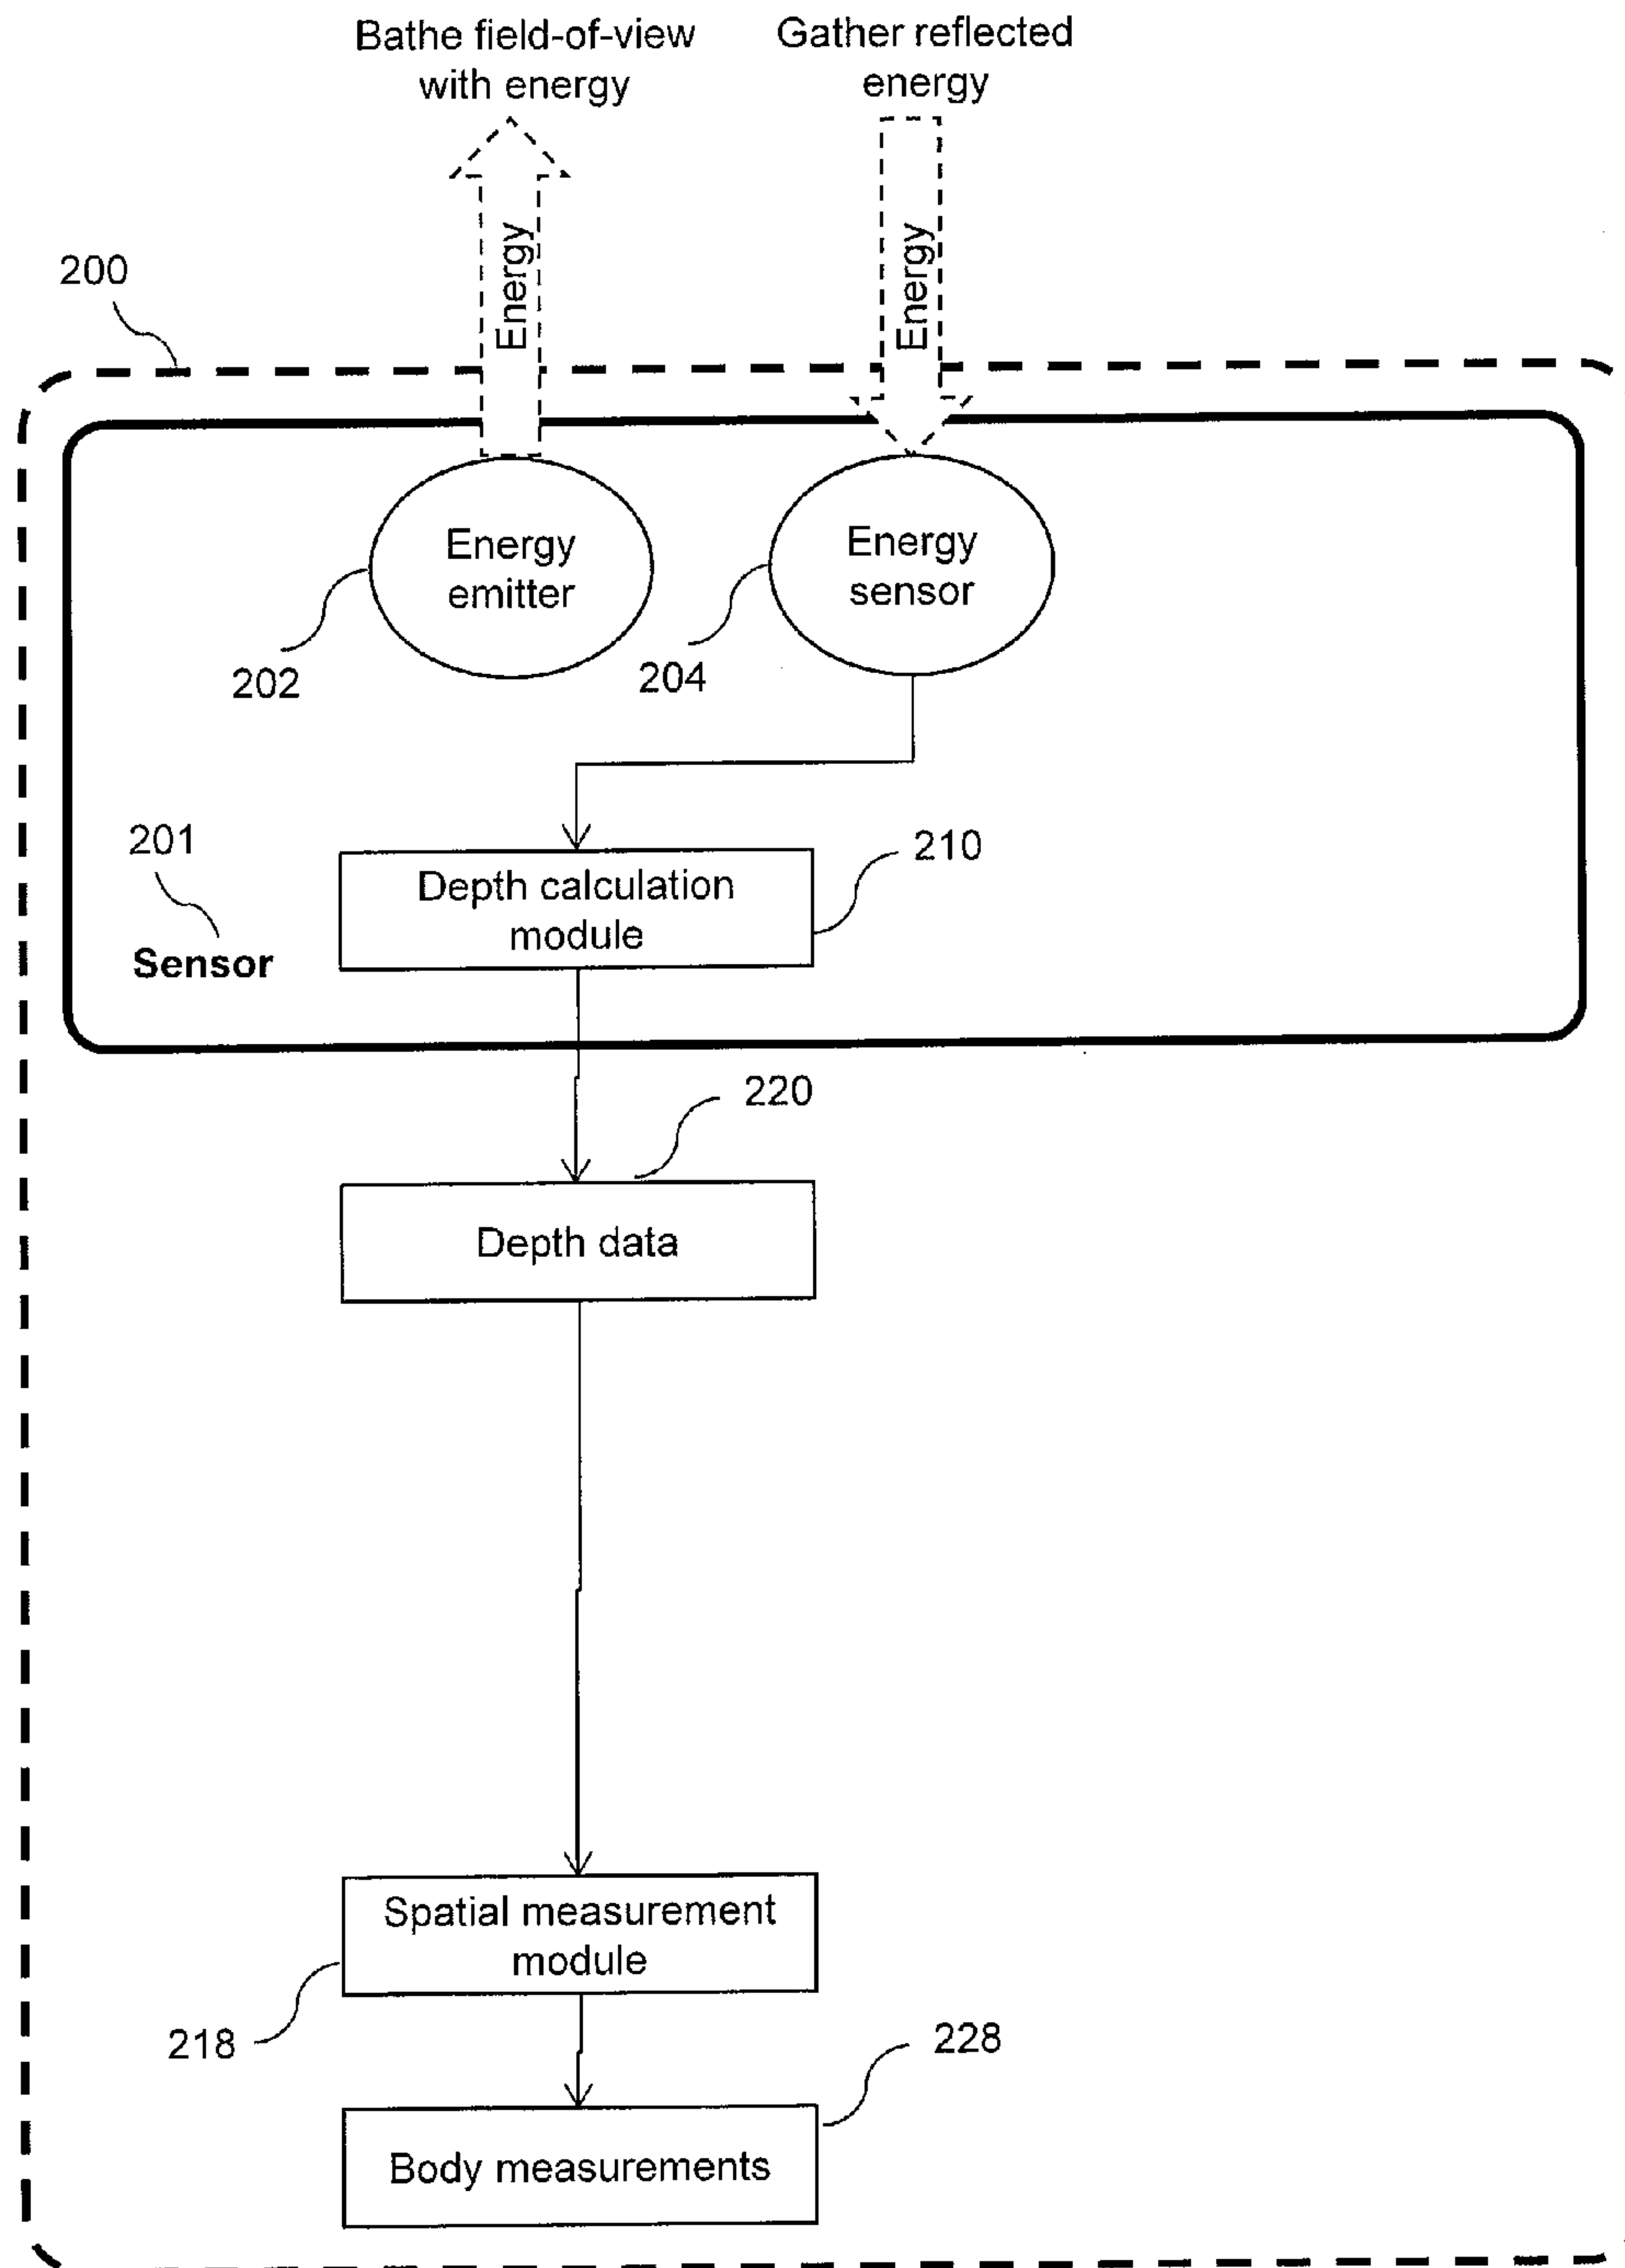 Bathe field-of-view
with energy
Gather reflected
energy
Energy
Energy
200
Energy
emitter
Energy
sensor
202
204
201
Sensor
210
Depth calculation
module
220
Depth data
Spatial measurement
module
218
228
Body measurements